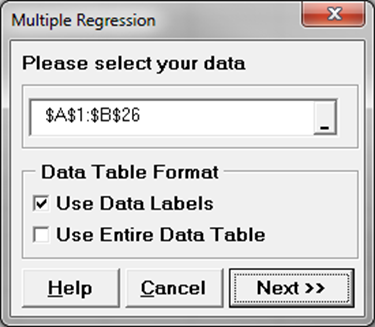 Multiple Regression
Please select your data
$A$1:$B$26
Data Table Format
Use Data Labels
Use Entire Data Table
Help Cancel Next >>